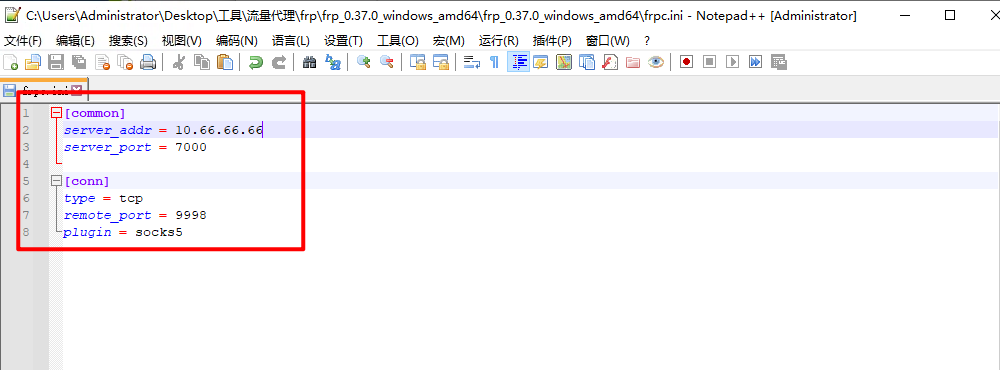 C:\Users\Administrator\Desktop\工具\流量代理\frp\frp_0.37.0_windows_amd64\frp_0.37.0_windows_amd64\frpc.ini - Notepad++ [Administrator]
文件(F) 编辑(E) 搜索(S) 视图(V) 编码(N) 语言(L) 设置(T) 工具(O) 宏(M) 运行(R) 插件(P) 窗口(W) ?
frpc.ini
1 [common]
2 server_addr = 10.66.66.66
3 server_port = 7000
4
5 [conn]
6 type = tcp
7 remote_port = 9998
8 plugin = socks5